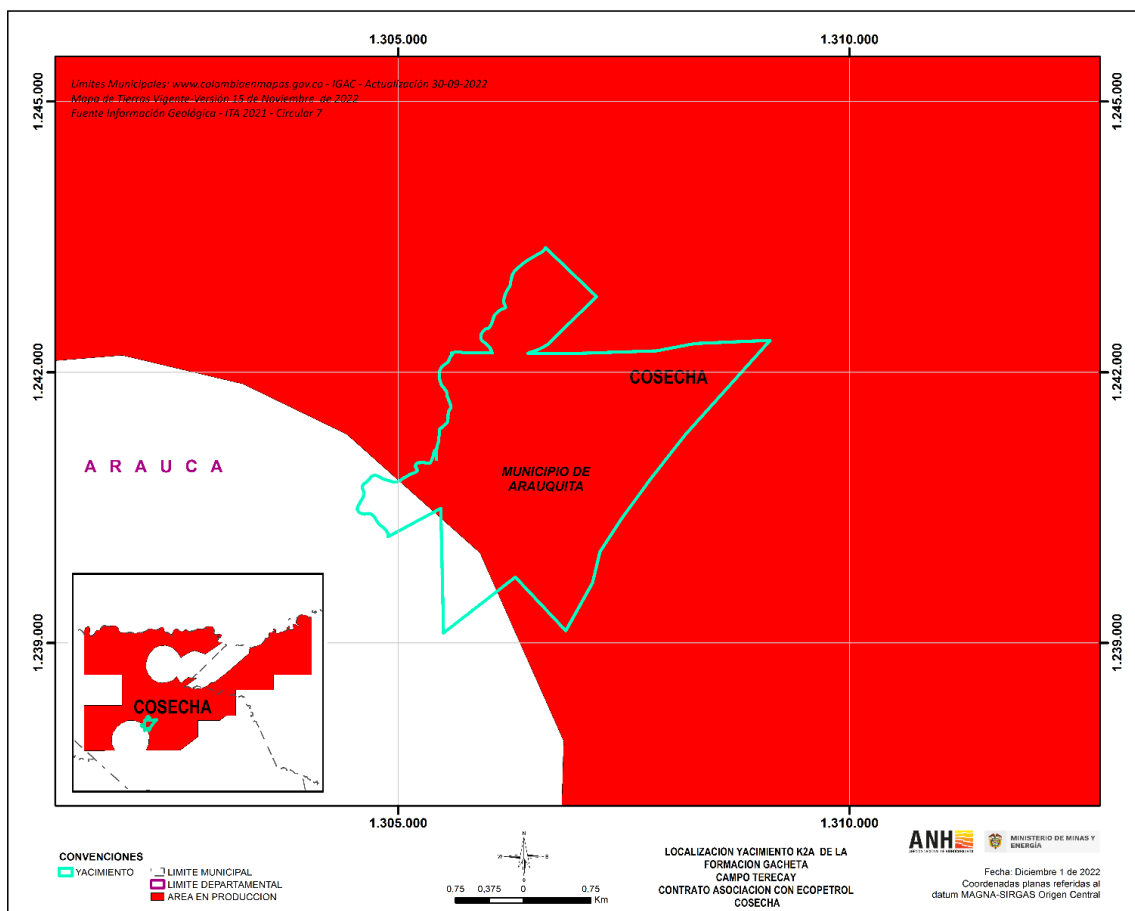 1.305.000
1.310.000
Límites Municipales: www.colombiaenmapas.gov.co - IGAC - Actualización 30-09-2022
Mapa de Tierras Vigente-Versión 15 de Noviembre de 2022
Fuente Información Geológica - ITA 2021 - Circular 7
1.245.000
1.245.000
1.242.000
1.242.000
COSECHA
ARAUCA
MUNICIPIO DE
ARAUQUITA
1.239.000
1.239.000
COSECHA
1.305.000
1.310.000
CONVENCIONES
YACIMIENTO
LIMITE MUNICIPAL
LIMITE DEPARTAMENTAL
AREA EN PRODUCCION
N
W
E
S
0.75 0,375 0 0.75
Km
LOCALIZACION YACIMIENTO K2A DE LA
FORMACION GACHETA
CAMPO TERECAY
CONTRATO ASOCIACION CON ECOPETROL
COSECHA
ANH
MINISTERIO DE MINAS Y
ENERGÍA
Fecha: Diciembre 1 de 2022
Coordenadas planas referidas al
datum MAGNA-SIRGAS Origen Central